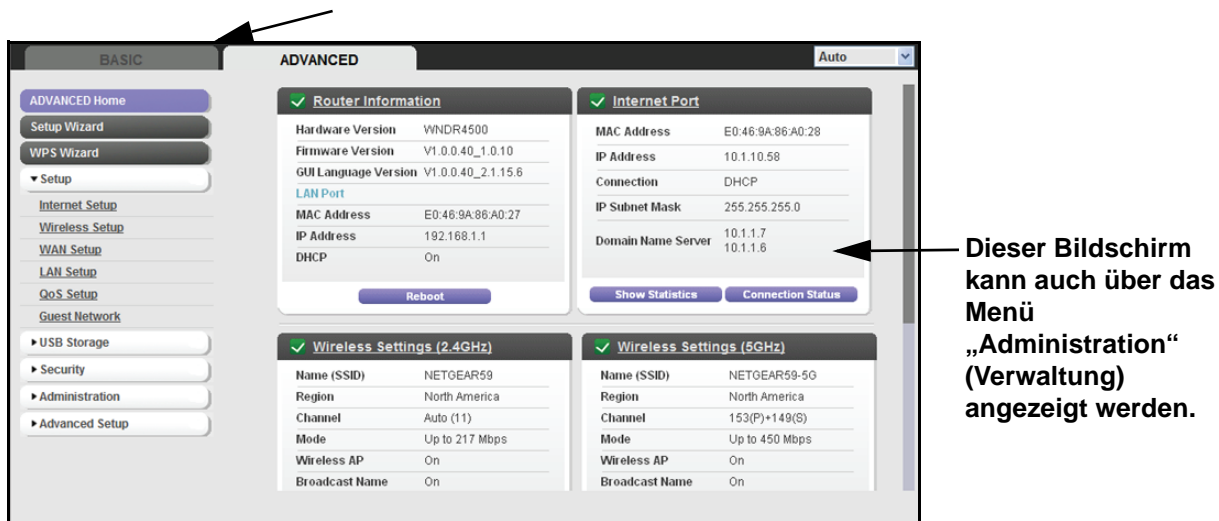 BASIC
ADVANCED
Auto
ADVANCED Home
Setup Wizard
WPS Wizard
Setup
Internet Setup
Wireless Setup
WAN Setup
LAN Setup
QoS Setup
Guest Network
USB Storage
Security
Administration
Advanced Setup
Router Information
Hardware Version WNDR4500
Firmware Version V1.0.0.40_1.0.10
GUI Language Version V1.0.0.40_2.1.15.6
LAN Port
MAC Address E0:46:9A:86:A0:27
IP Address 192.168.1.1
DHCP On
Reboot
Internet Port
MAC Address E0:46:9A:86:A0:28
IP Address 10.1.10.58
Connection DHCP
IP Subnet Mask 255.255.255.0
Domain Name Server 10.1.1.7
10.1.1.6
Show Statistics Connection Status
Wireless Settings (2.4GHz)
Name (SSID) NETGEAR59
Region North America
Channel Auto (11)
Mode Up to 217 Mbps
Wireless AP On
Broadcast Name On
Wireless Settings (5GHz)
Name (SSID) NETGEAR59-5G
Region North America
Channel 153(P)+149(S)
Mode Up to 450 Mbps
Wireless AP On
Broadcast Name On
Dieser Bildschirm
kann auch über das
Menü
„Administration“
(Verwaltung)
angezeigt werden.